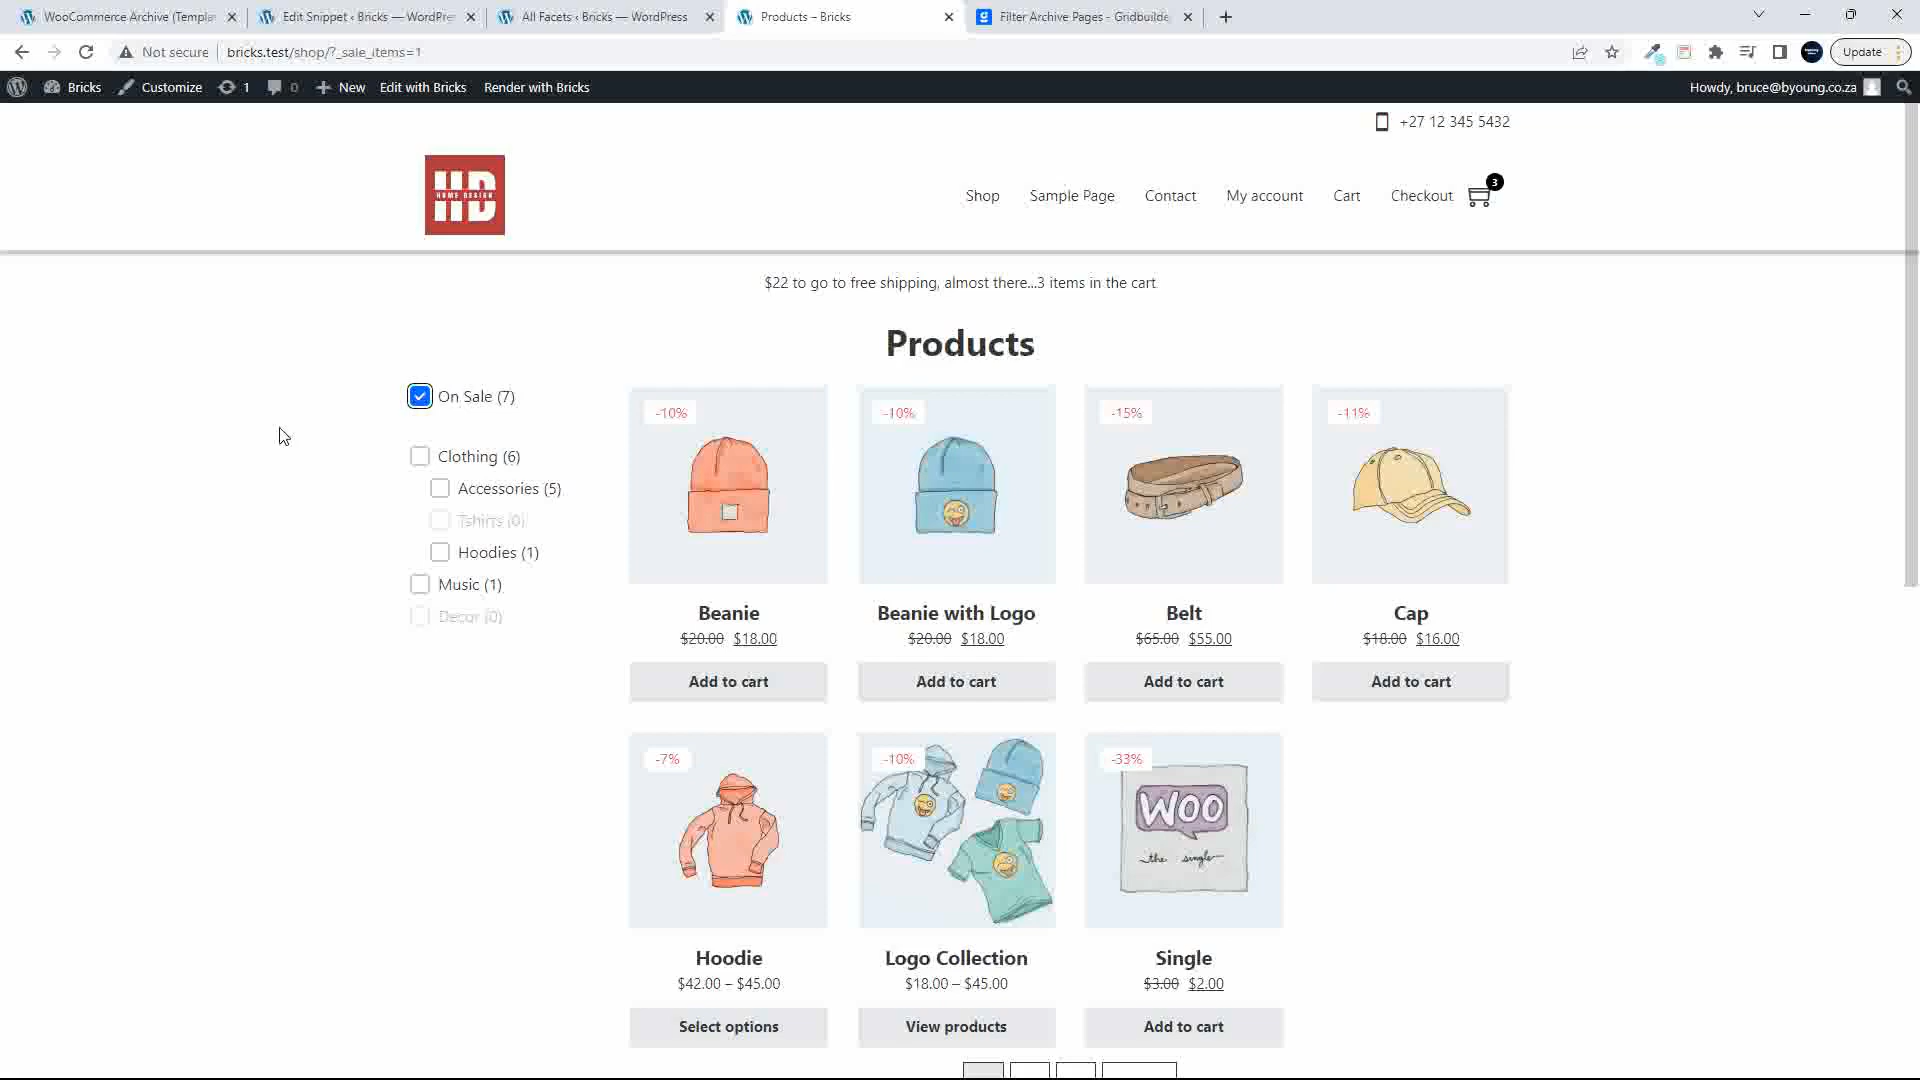 WooCommerce Archive (Templa
Edit Snippet ‹ Bricks — WordPre
All Facets ‹ Bricks — WordPress
Products – Bricks
Filter Archive Pages - Gridbuilde
Not secure
bricks.test/shop/?_sale_items=1
Update
Bricks
Customize
1
0
New
Edit with Bricks
Render with Bricks
Howdy, bruce@byoung.co.za
+27 12 345 5432
HD
HOME DESIGN
Shop
Sample Page
Contact
My account
Cart
Checkout
3
$22 to go to free shipping, almost there...3 items in the cart
Products
On Sale (7)
Clothing (6)
Accessories (5)
Tshirts (0)
Hoodies (1)
Music (1)
Decor (0)
-10%
-10%
-15%
-11%
Beanie
Beanie with Logo
Belt
Cap
$20.00 $18.00
$20.00 $18.00
$65.00 $55.00
$18.00 $16.00
Add to cart
Add to cart
Add to cart
Add to cart
-7%
-10%
-33%
WOO
the single
Hoodie
Logo Collection
Single
$42.00 – $45.00
$18.00 – $45.00
$3.00 $2.00
Select options
View products
Add to cart